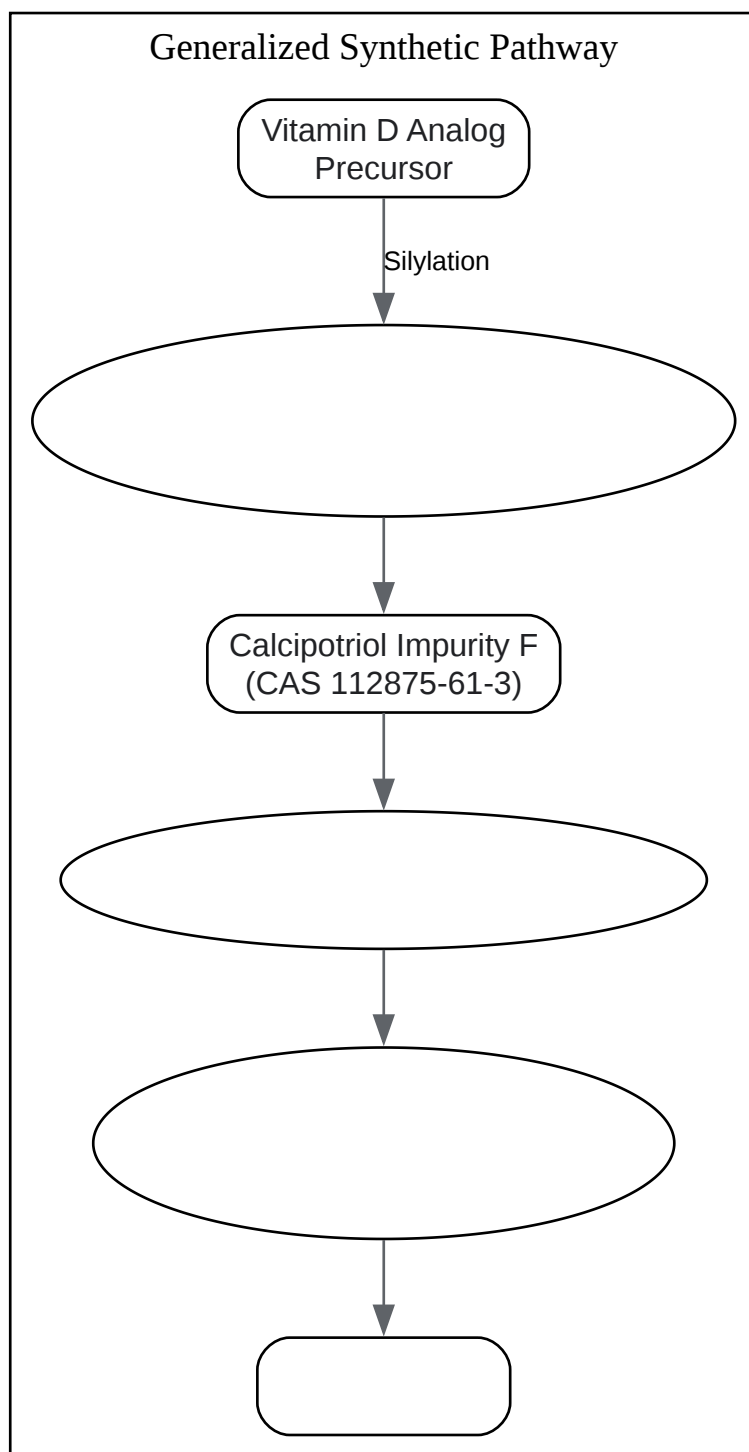 Generalized Synthetic Pathway
Vitamin D Analog
Precursor
Silylation
Calcipotriol Impurity F
(CAS 112875-61-3)